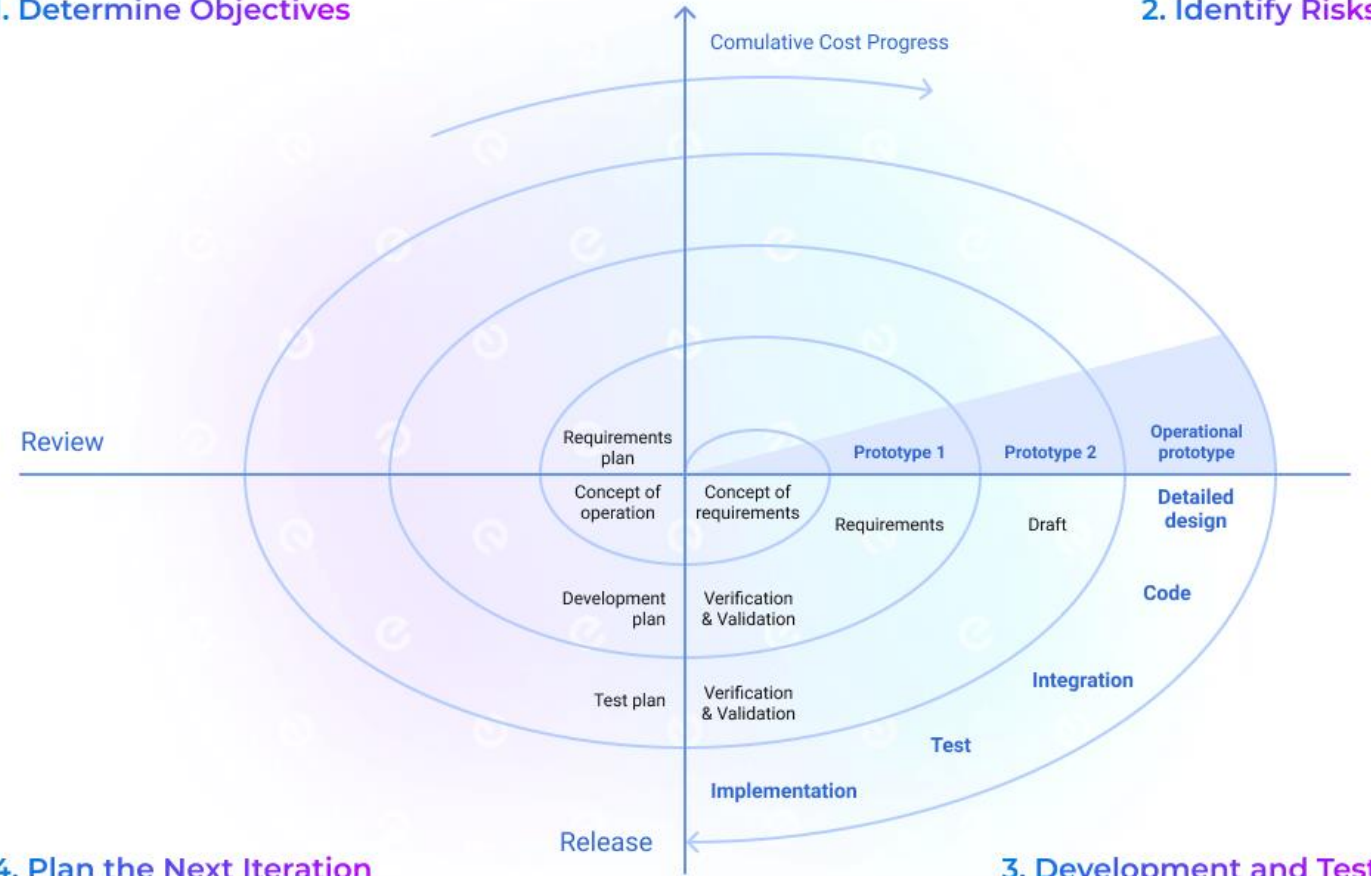 1. Determine Objectives
2. Identify Risks
Comulative Cost Progress
Review
Requirements
plan
Prototype 1
Prototype 2
Operational
prototype
Concept of
operation
Concept of
requirements
Requirements
Draft
Detailed
design
Code
Development
plan
Verification
& Validation
Integration
Test plan
Verification
& Validation
Test
Implementation
Release
4. Plan the Next Iteration
3. Development and Test